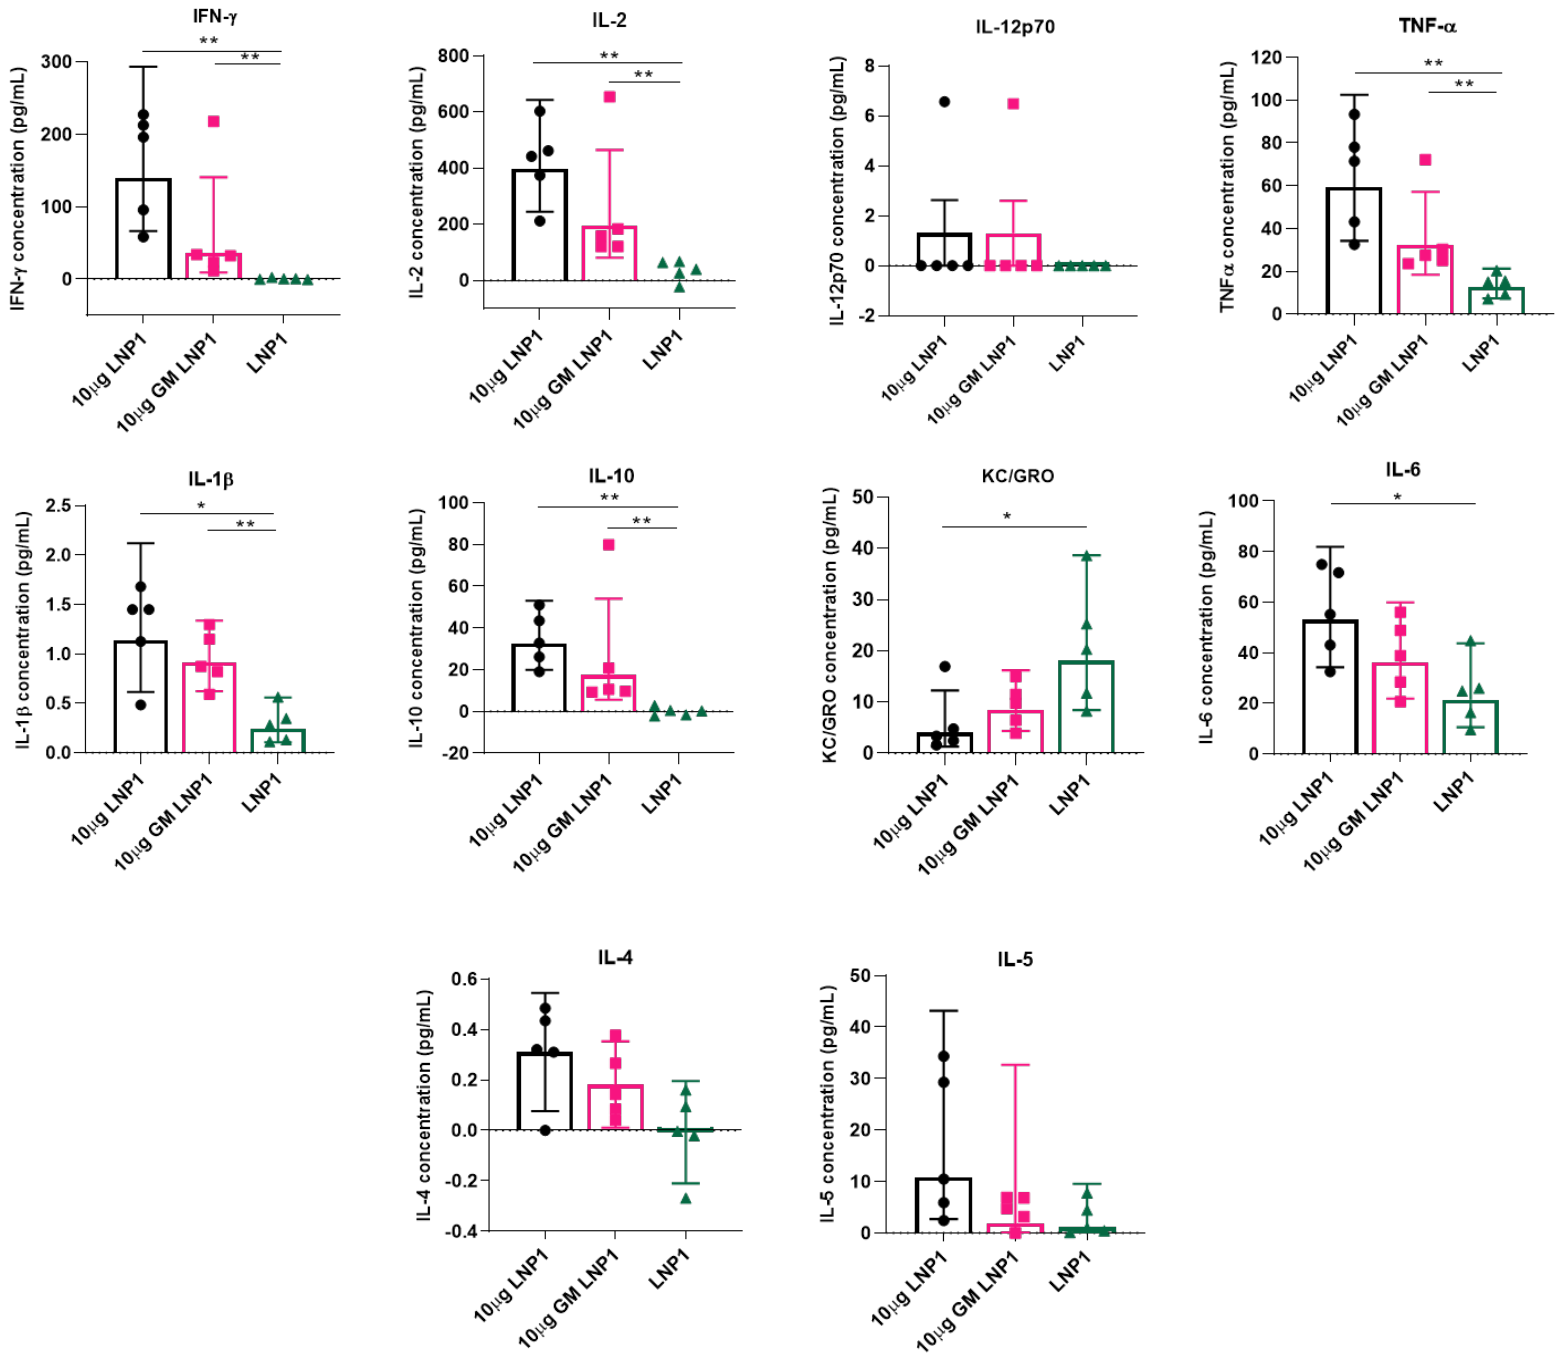 IFN-γ
IFN-γ concentration (pg/mL)
300
200
100
0
**
**
10µg LNP1
10µg GM LNP1
LNP1
IL-2
IL-2 concentration (pg/mL)
800
600
400
200
0
**
**
10µg LNP1
10µg GM LNP1
LNP1
IL-12p70
IL-12p70 concentration (pg/mL)
8
6
4
2
0
-2
10µg LNP1
10µg GM LNP1
LNP1
TNF-α
TNFα concentration (pg/mL)
120
100
80
60
40
20
0
**
**
10µg LNP1
10µg GM LNP1
LNP1
IL-1β
IL-1β concentration (pg/mL)
2.5
2.0
1.5
1.0
0.5
0.0
*
**
10µg LNP1
10µg GM LNP1
LNP1
IL-10
IL-10 concentration (pg/mL)
100
80
60
40
20
0
-20
**
**
10µg LNP1
10µg GM LNP1
LNP1
KC/GRO
KC/GRO concentration (pg/mL)
50
40
30
20
10
0
*
10µg LNP1
10µg GM LNP1
LNP1
IL-6
IL-6 concentration (pg/mL)
100
80
60
40
20
0
*
10µg LNP1
10µg GM LNP1
LNP1
IL-4
IL-4 concentration (pg/mL)
0.6
0.4
0.2
0.0
-0.2
-0.4
10µg LNP1
10µg GM LNP1
LNP1
IL-5
IL-5 concentration (pg/mL)
50
40
30
20
10
0
10µg LNP1
10µg GM LNP1
LNP1